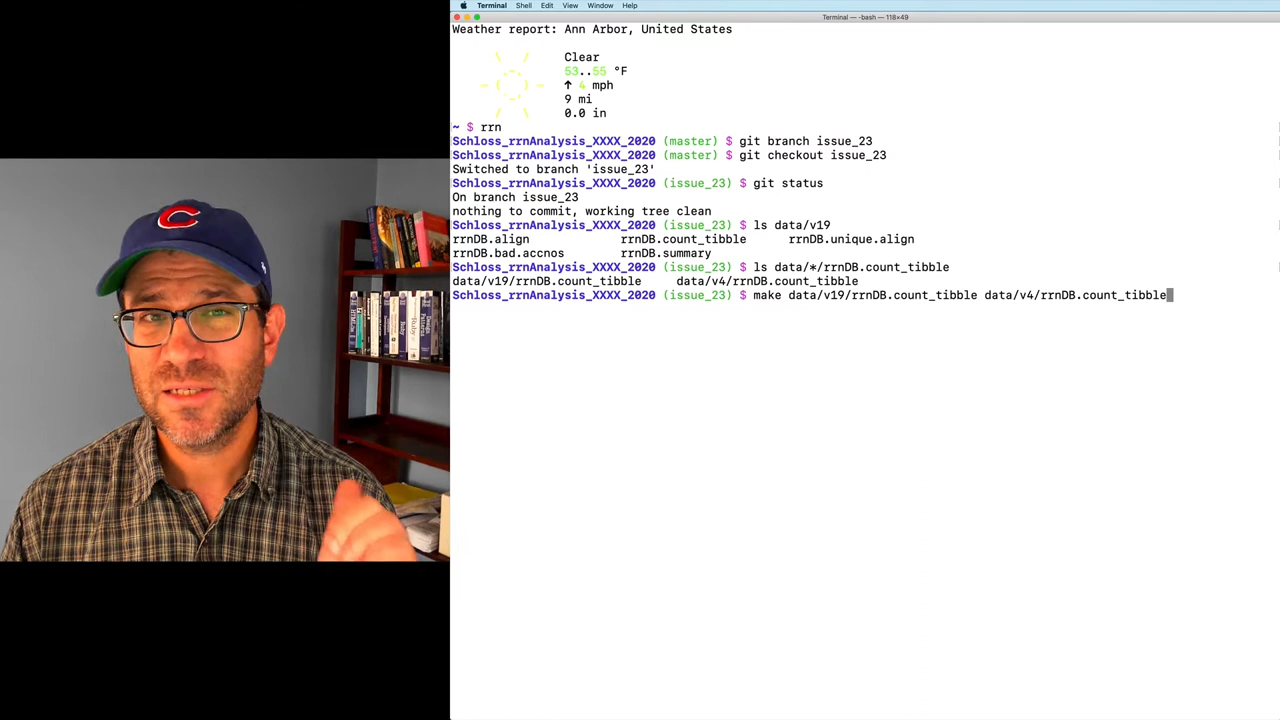 Terminal Shell Edit View Window Help
Terminal — -bash — 118×49
Weather report: Ann Arbor, United States
Clear
53..55 °F
↑ 4 mph
9 mi
0.0 in
~ $ rrn
Schloss_rrnAnalysis_XXXX_2020 (master) $ git branch issue_23
Schloss_rrnAnalysis_XXXX_2020 (master) $ git checkout issue_23
Switched to branch 'issue_23'
Schloss_rrnAnalysis_XXXX_2020 (issue_23) $ git status
On branch issue_23
nothing to commit, working tree clean
Schloss_rrnAnalysis_XXXX_2020 (issue_23) $ ls data/v19
rrnDB.align rrnDB.count_tibble rrnDB.unique.align
rrnDB.bad.accnos rrnDB.summary
Schloss_rrnAnalysis_XXXX_2020 (issue_23) $ ls data/*/rrnDB.count_tibble
data/v19/rrnDB.count_tibble data/v4/rrnDB.count_tibble
Schloss_rrnAnalysis_XXXX_2020 (issue_23) $ make data/v19/rrnDB.count_tibble data/v4/rrnDB.count_tibble
C